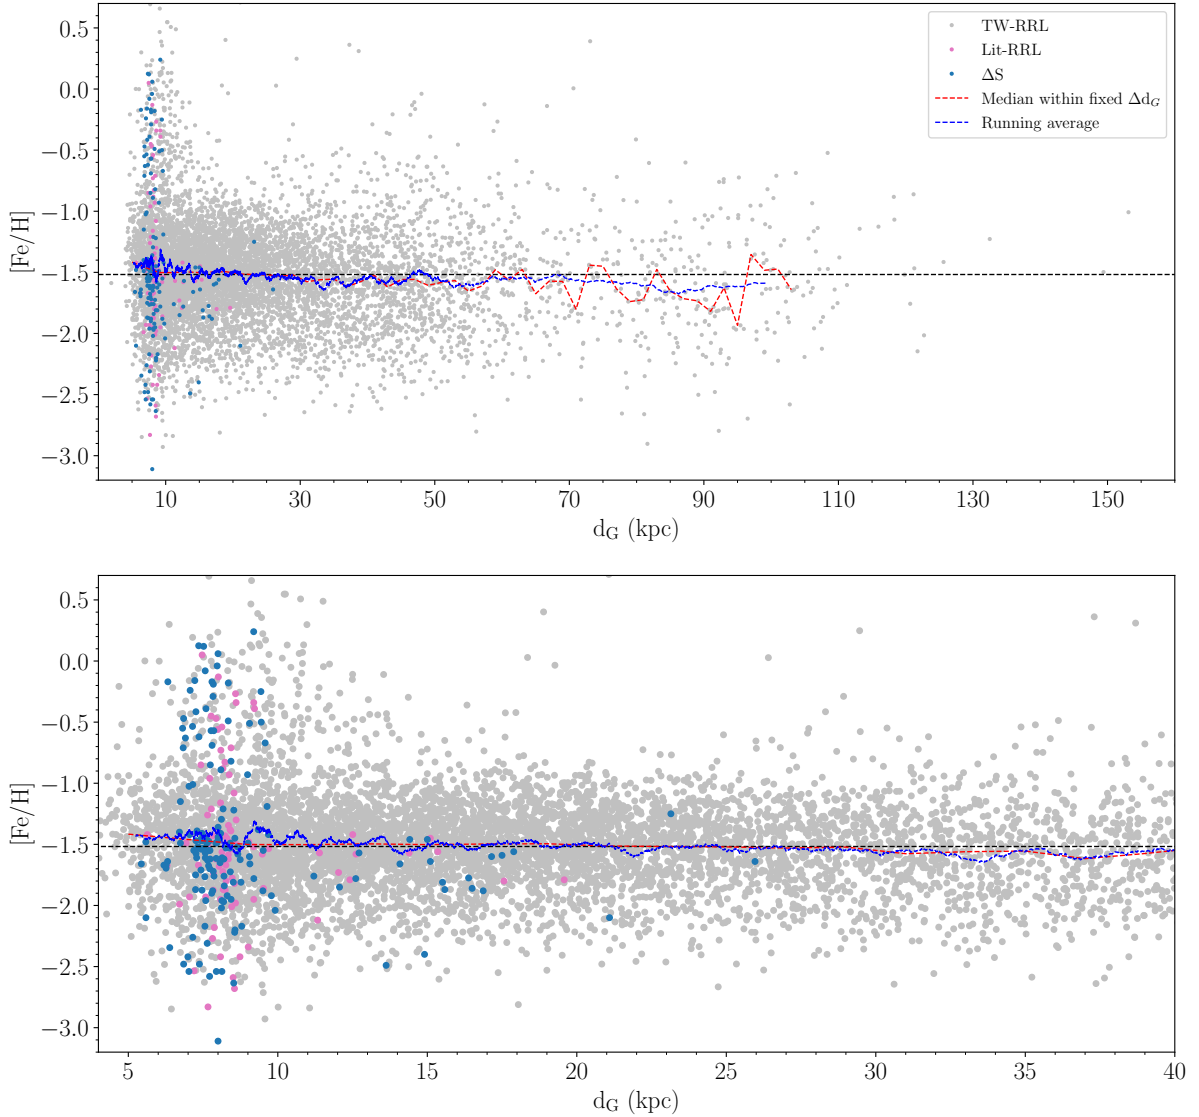 0.5
0.0
−0.5
−1.0
−1.5
−2.0
−2.5
−3.0
[Fe/H]
TW-RRL
Lit-RRL
ΔS
Median within fixed Δd_G
Running average
10 30 50 70 90 110 130 150
d_G (kpc)
0.5
0.0
−0.5
−1.0
−1.5
−2.0
−2.5
−3.0
[Fe/H]
5 10 15 20 25 30 35 40
d_G (kpc)